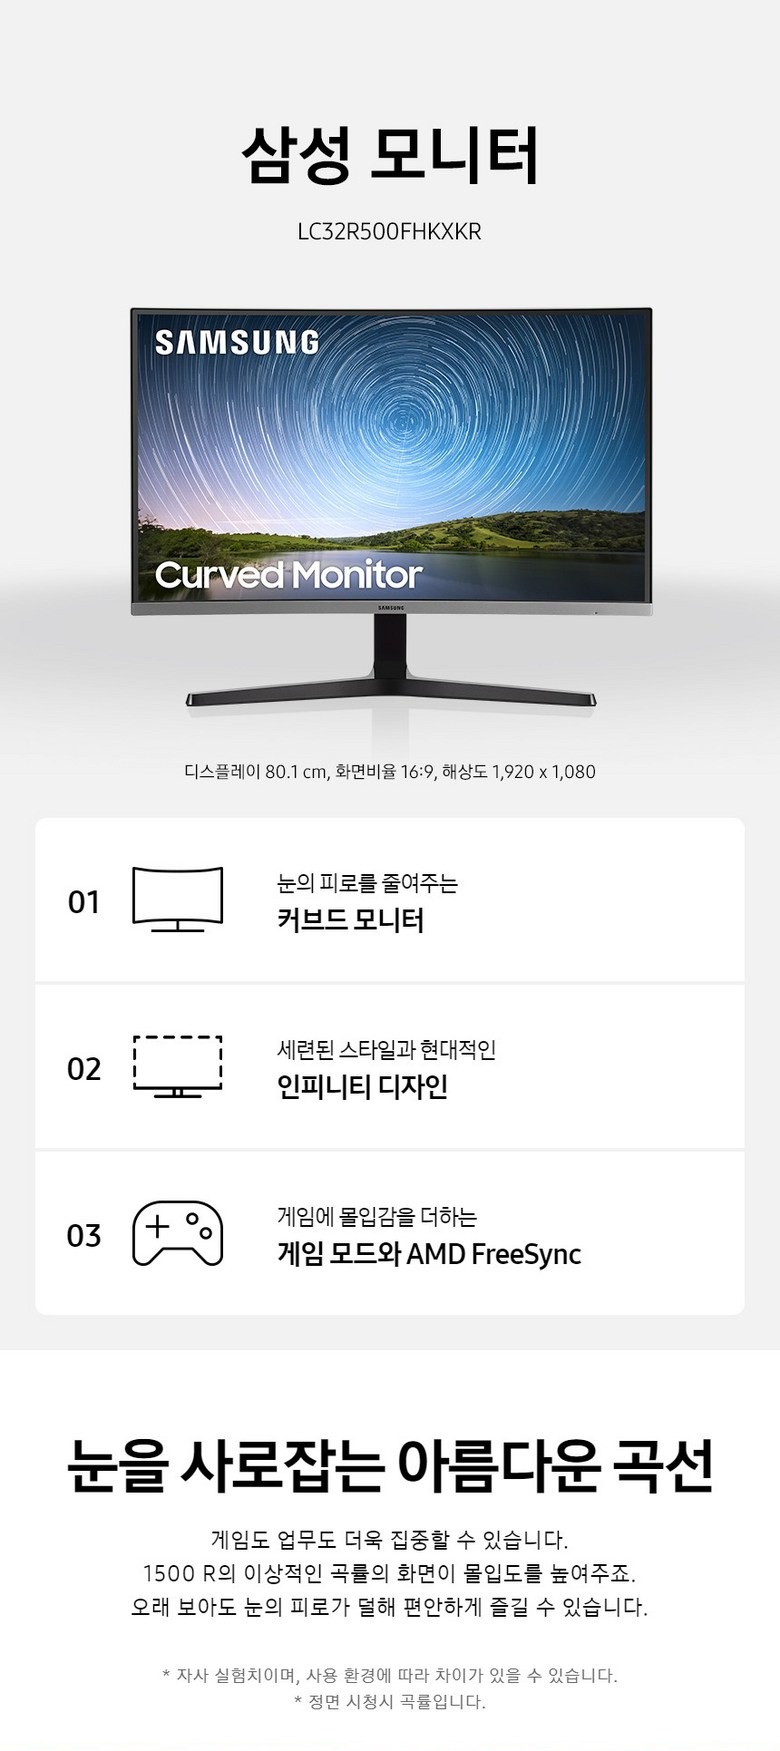 삼성 모니터
LC32R500FHKXKR
SAMSUNG
Curved Monitor
SAMSUNG
디스플레이 80.1 cm, 화면비율 16:9, 해상도 1,920 x 1,080
01
눈의 피로를 줄여주는
커브드 모니터
02
세련된 스타일과 현대적인
인피니티 디자인
03
게임에 몰입감을 더하는
게임 모드와 AMD FreeSync
눈을 사로잡는 아름다운 곡선
게임도 업무도 더욱 집중할 수 있습니다.
1500 R의 이상적인 곡률의 화면이 몰입도를 높여주죠.
오래 보아도 눈의 피로가 덜해 편안하게 즐길 수 있습니다.
* 자사 실험치이며, 사용 환경에 따라 차이가 있을 수 있습니다.
* 정면 시청시 곡률입니다.